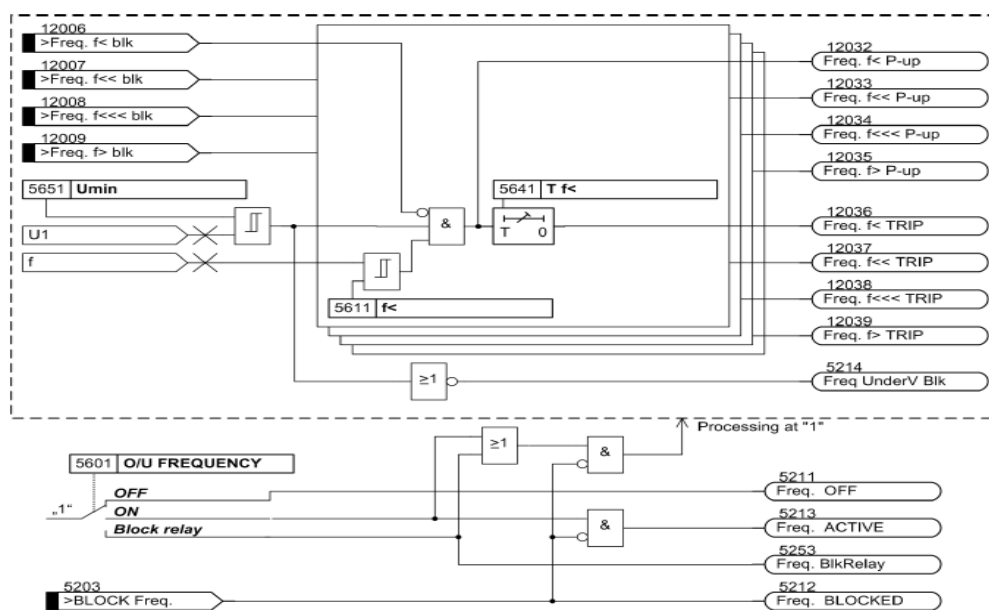 12006
>Freq. f< blk
12007
>Freq. f<< blk
12008
>Freq. f<<< blk
12009
>Freq. f> blk
5651 Umin
U1
f
5641 T f<
&
T 0
5611 f<
≥1
12032
Freq. f< P-up
12033
Freq. f<< P-up
12034
Freq. f<<< P-up
12035
Freq. f> P-up
12036
Freq. f< TRIP
12037
Freq. f<< TRIP
12038
Freq. f<<< TRIP
12039
Freq. f> TRIP
5214
Freq UnderV Blk
Processing at "1"
≥1
&
5601 O/U FREQUENCY
„1"
OFF
ON
Block relay
&
5211
Freq. OFF
5213
Freq. ACTIVE
5253
Freq. BlkRelay
5203
>BLOCK Freq.
5212
Freq. BLOCKED